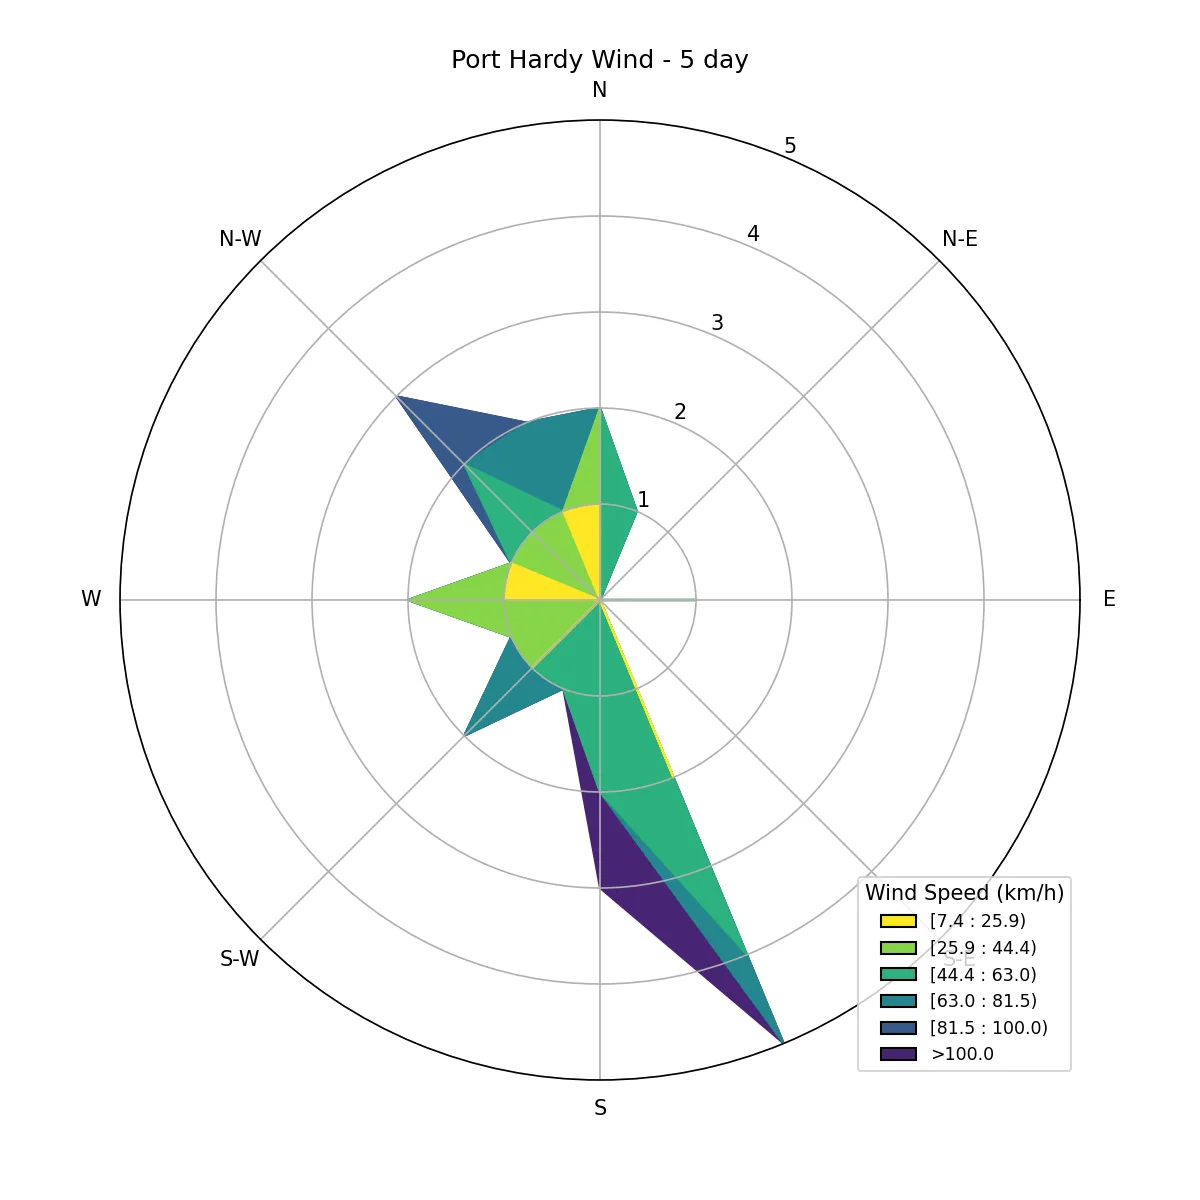 Port Hardy Wind - 5 day
N
5
N-W
4
N-E
3
2
1
W
E
S-W
S-E
S
Wind Speed (km/h)
[7.4 : 25.9)
[25.9 : 44.4)
[44.4 : 63.0)
[63.0 : 81.5)
[81.5 : 100.0)
>100.0